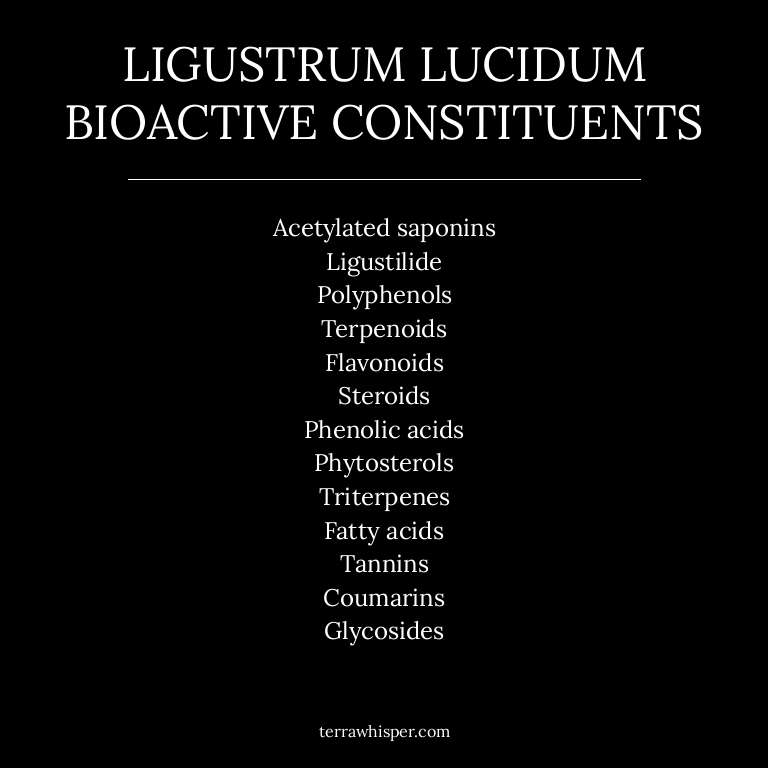 LIGUSTRUM LUCIDUM
BIOACTIVE CONSTITUENTS
Acetylated saponins
Ligustilide
Polyphenols
Terpenoids
Flavonoids
Steroids
Phenolic acids
Phytosterols
Triterpenes
Fatty acids
Tannins
Coumarins
Glycosides
terrawhisper.com